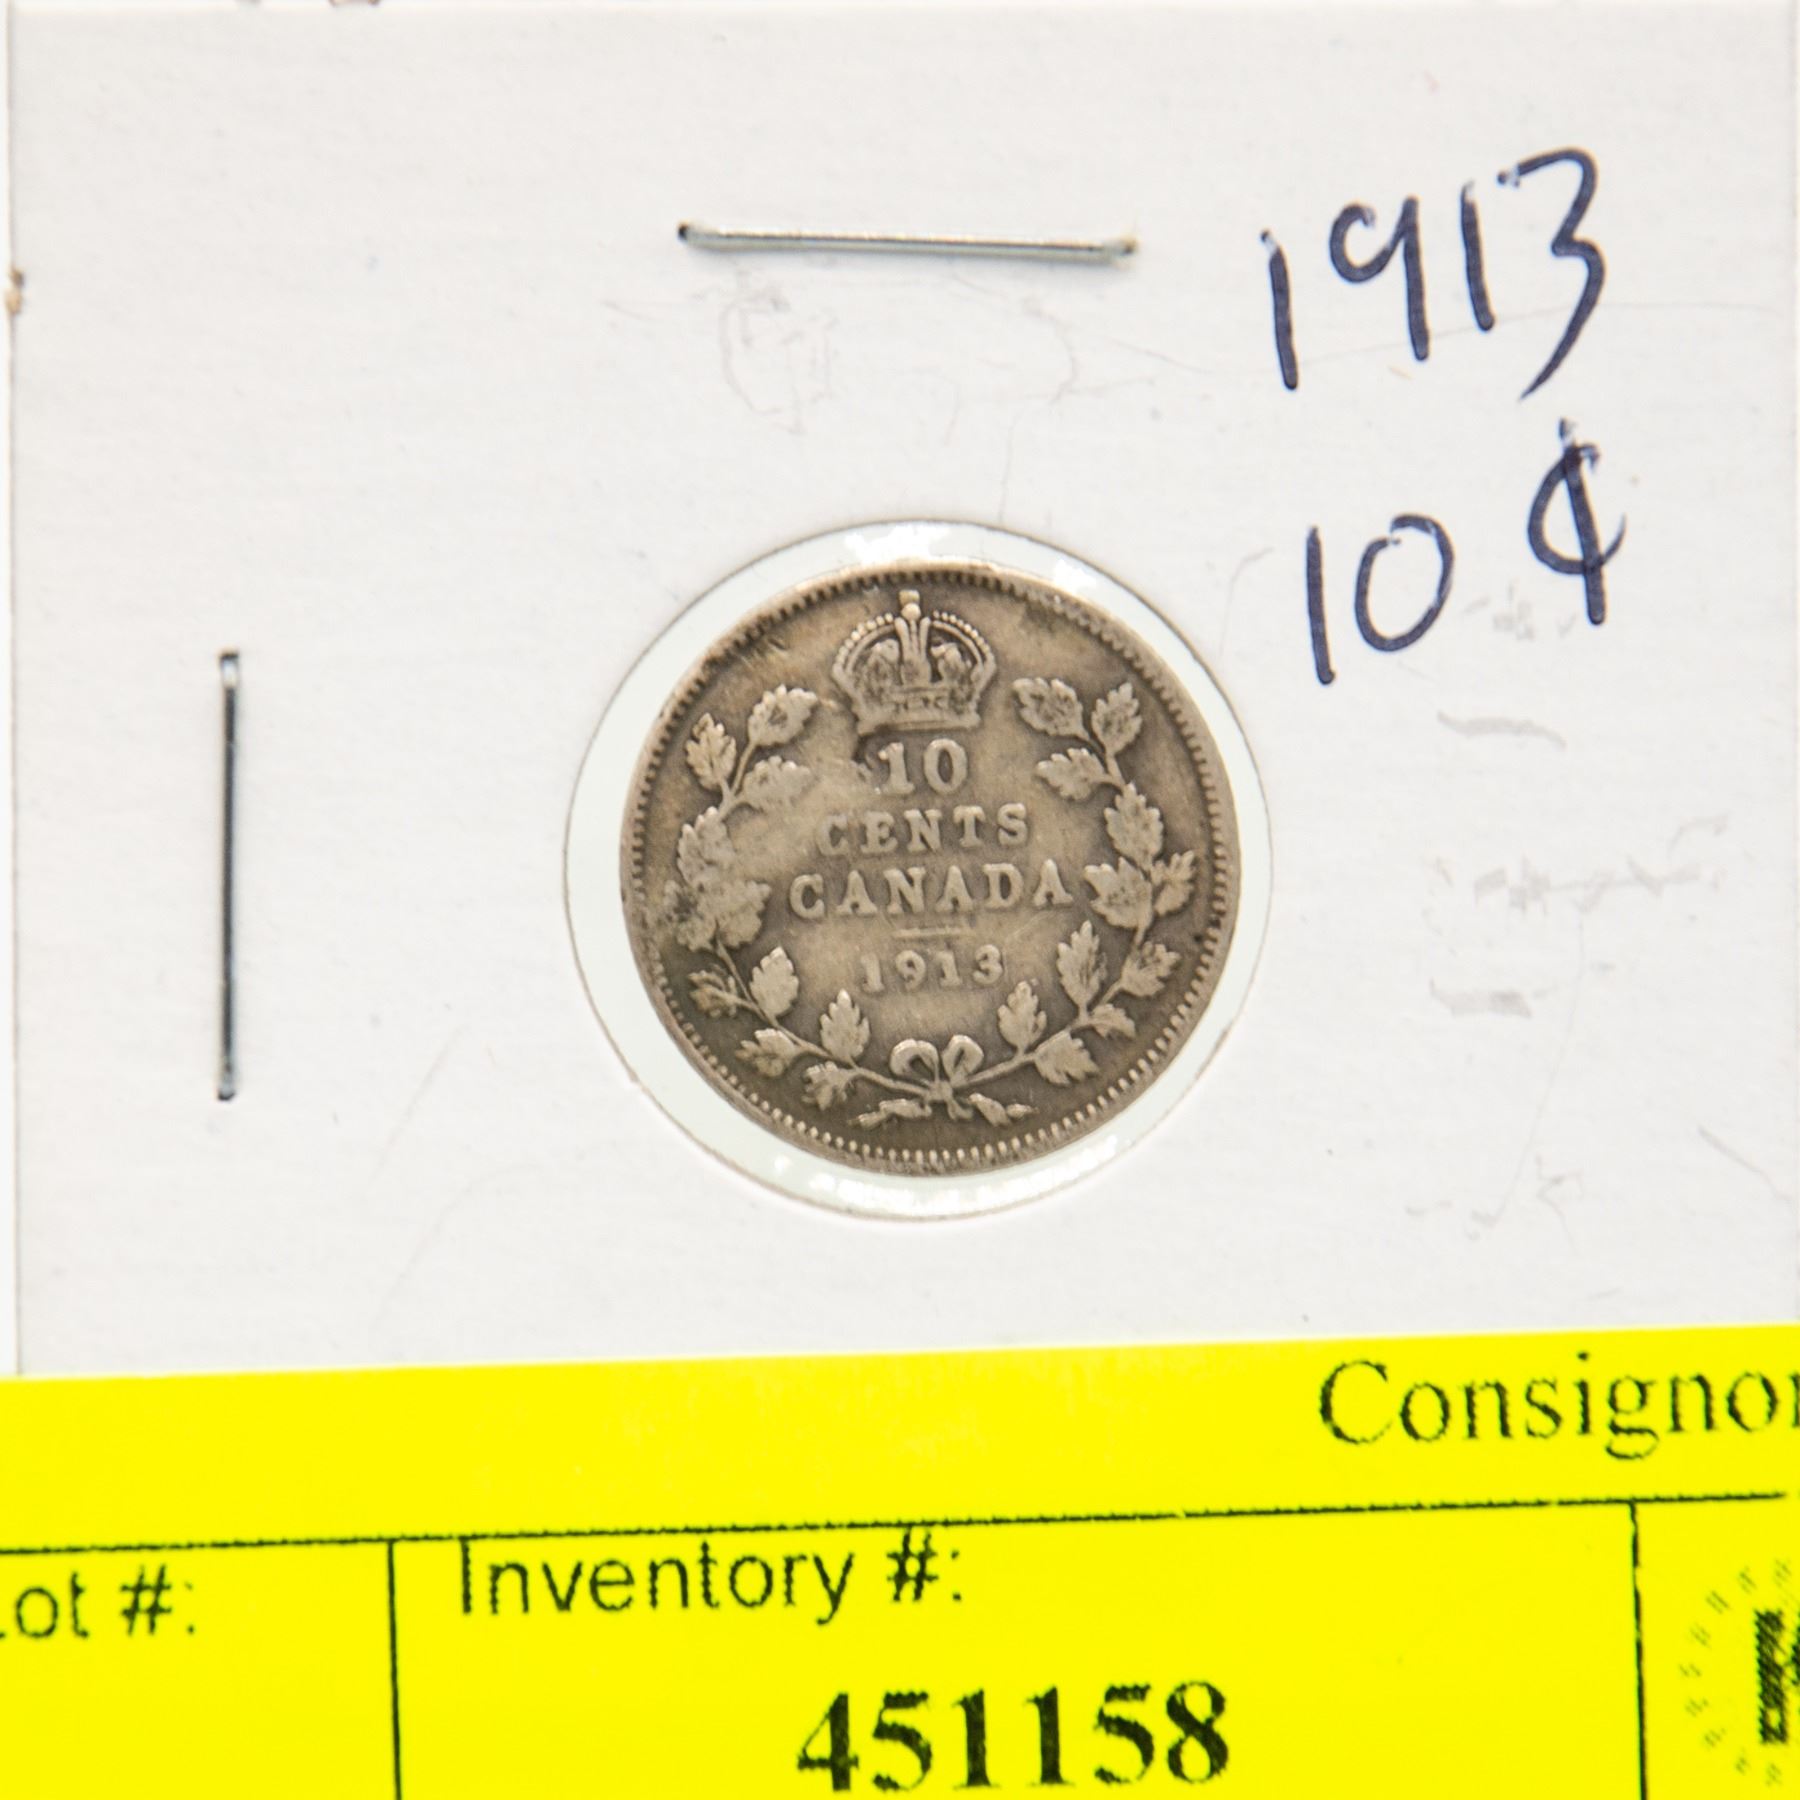 1913
10 ¢
10
CENTS
CANADA
1913
Consignor
Lot #:
Inventory #:
451158